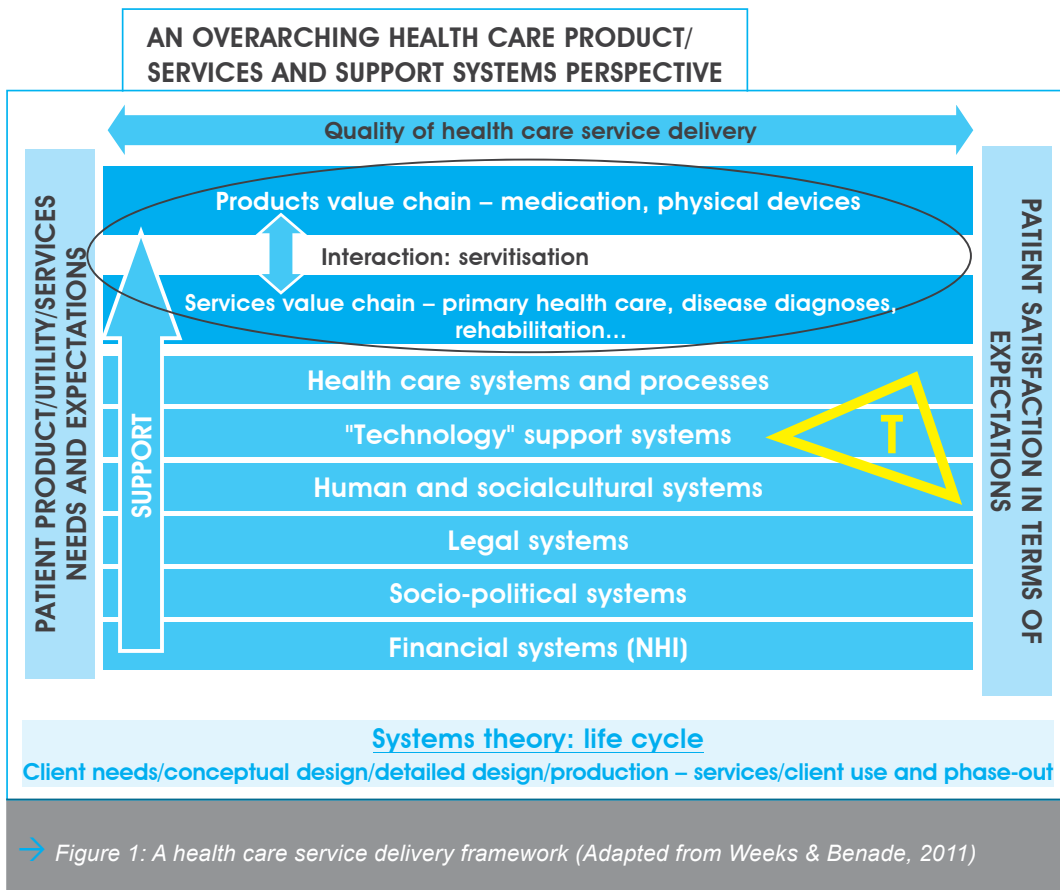 AN OVERARCHING HEALTH CARE PRODUCT/
SERVICES AND SUPPORT SYSTEMS PERSPECTIVE
Quality of health care service delivery
PATIENT PRODUCT/UTILITY/SERVICES
NEEDS AND EXPECTATIONS
Products value chain – medication, physical devices
Interaction: servitisation
Services value chain – primary health care, disease diagnoses,
rehabilitation...
SUPPORT
Health care systems and processes
"Technology" support systems
T
Human and socialcultural systems
Legal systems
Socio-political systems
Financial systems (NHI)
PATIENT SATISFACTION IN TERMS OF
EXPECTATIONS
Systems theory: life cycle
Client needs/conceptual design/detailed design/production – services/client use and phase-out
→ Figure 1: A health care service delivery framework (Adapted from Weeks & Benade, 2011)